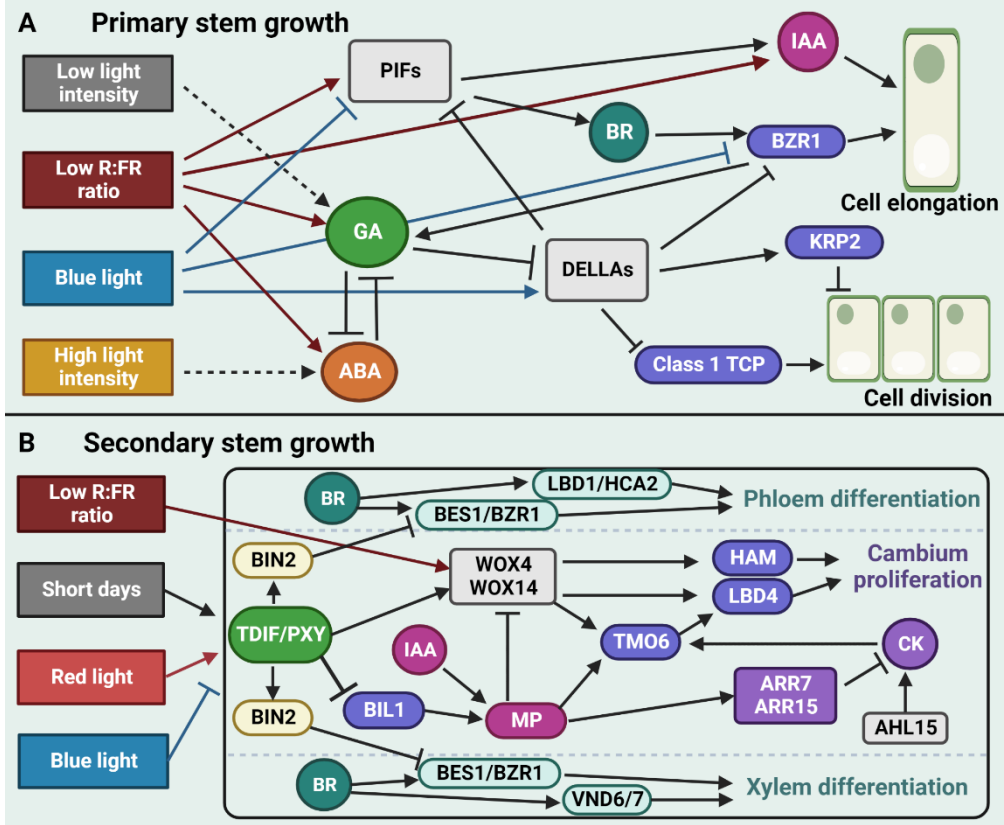 A Primary stem growth
Low light
intensity
Low R:FR
ratio
Blue light
High light
intensity
PIFs
IAA
BR
BZR1
GA
DELLAs
ABA
Cell elongation
KRP2
Class 1 TCP
Cell division
B Secondary stem growth
Low R:FR
ratio
Short days
Red light
Blue light
BR
LBD1/HCA2
BES1/BZR1
Phloem differentiation
BIN2
WOX4
WOX14
HAM
LBD4
Cambium
proliferation
TDIF/PXY
IAA
TMO6
CK
BIN2
BIL1
MP
ARR7
ARR15
AHL15
BR
BES1/BZR1
VND6/7
Xylem differentiation